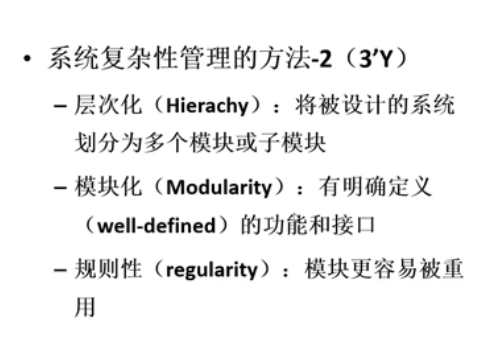 • 系统复杂性管理的方法-2（3’Y）
– 层次化（Hierachy）：将被设计的系统
划分为多个模块或子模块
– 模块化（Modularity）：有明确定义
（well-defined）的功能和接口
– 规则性（regularity）：模块更容易被重
用